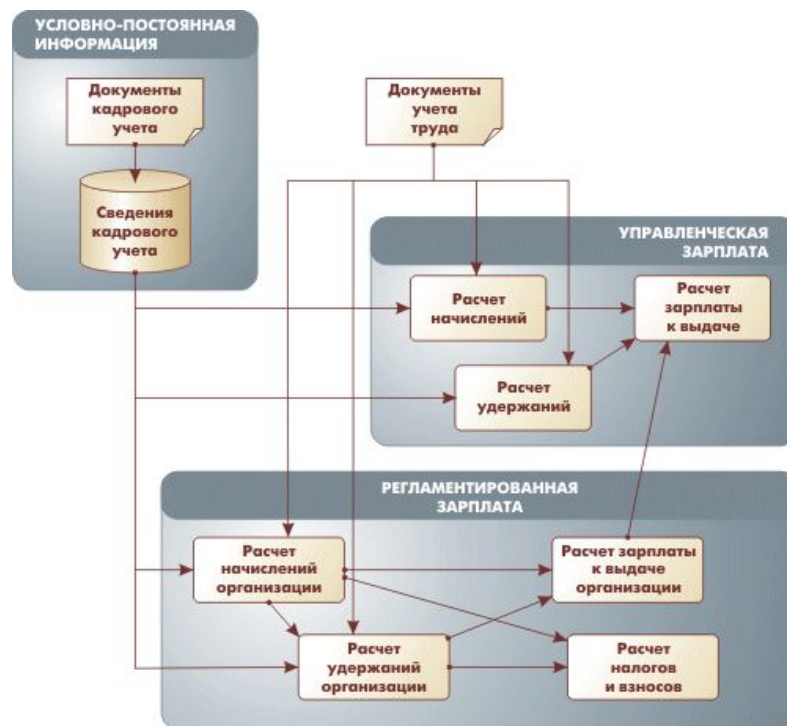 УСЛОВНО-ПОСТОЯННАЯ
ИНФОРМАЦИЯ
Документы
кадрового
учета
Сведения
кадрового
учета
Документы
учета
труда
УПРАВЛЕНЧЕСКАЯ
ЗАРПЛАТА
Расчет
начислений
Расчет
зарплаты
к выдаче
Расчет
удержаний
РЕГЛАМЕНТИРОВАННАЯ
ЗАРПЛАТА
Расчет
начислений
организации
Расчет зарплаты
к выдаче
организации
Расчет
удержаний
организации
Расчет
налогов
и взносов